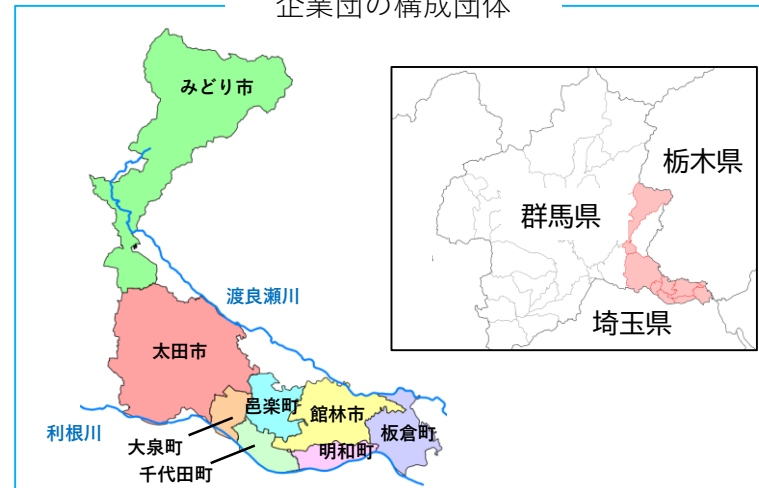 企業団の構成団体
みどり市
栃木県
群馬県
渡良瀬川
埼玉県
太田市
邑楽町
館林市
利根川
板倉町
大泉町
明和町
千代田町